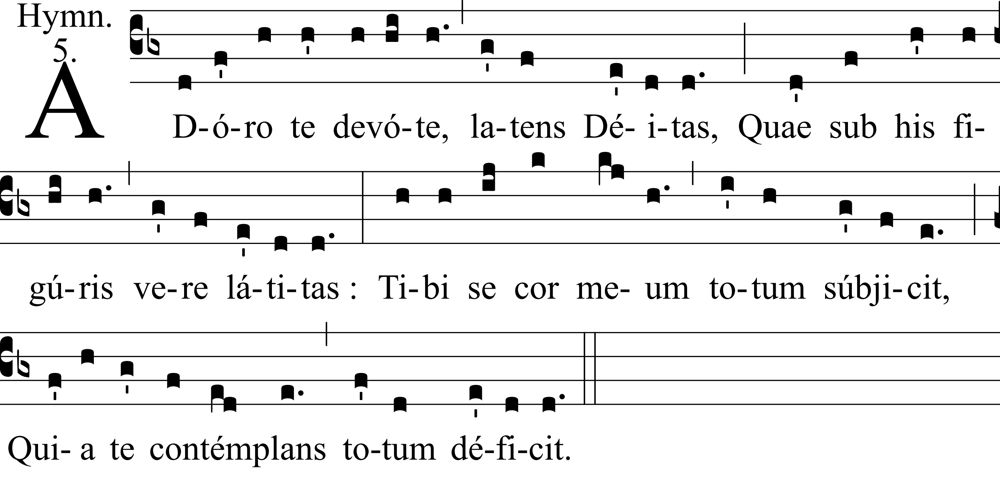 Hymn.
5.
AD-ó-ro te devó-te, la-tens Dé- i-tas, Quae sub his fi-
gú-ris ve-re lá-ti-tas : Ti-bi se cor me- um to-tum súbji-cit,
Qui- a te contémplans to-tum dé-fi-cit.